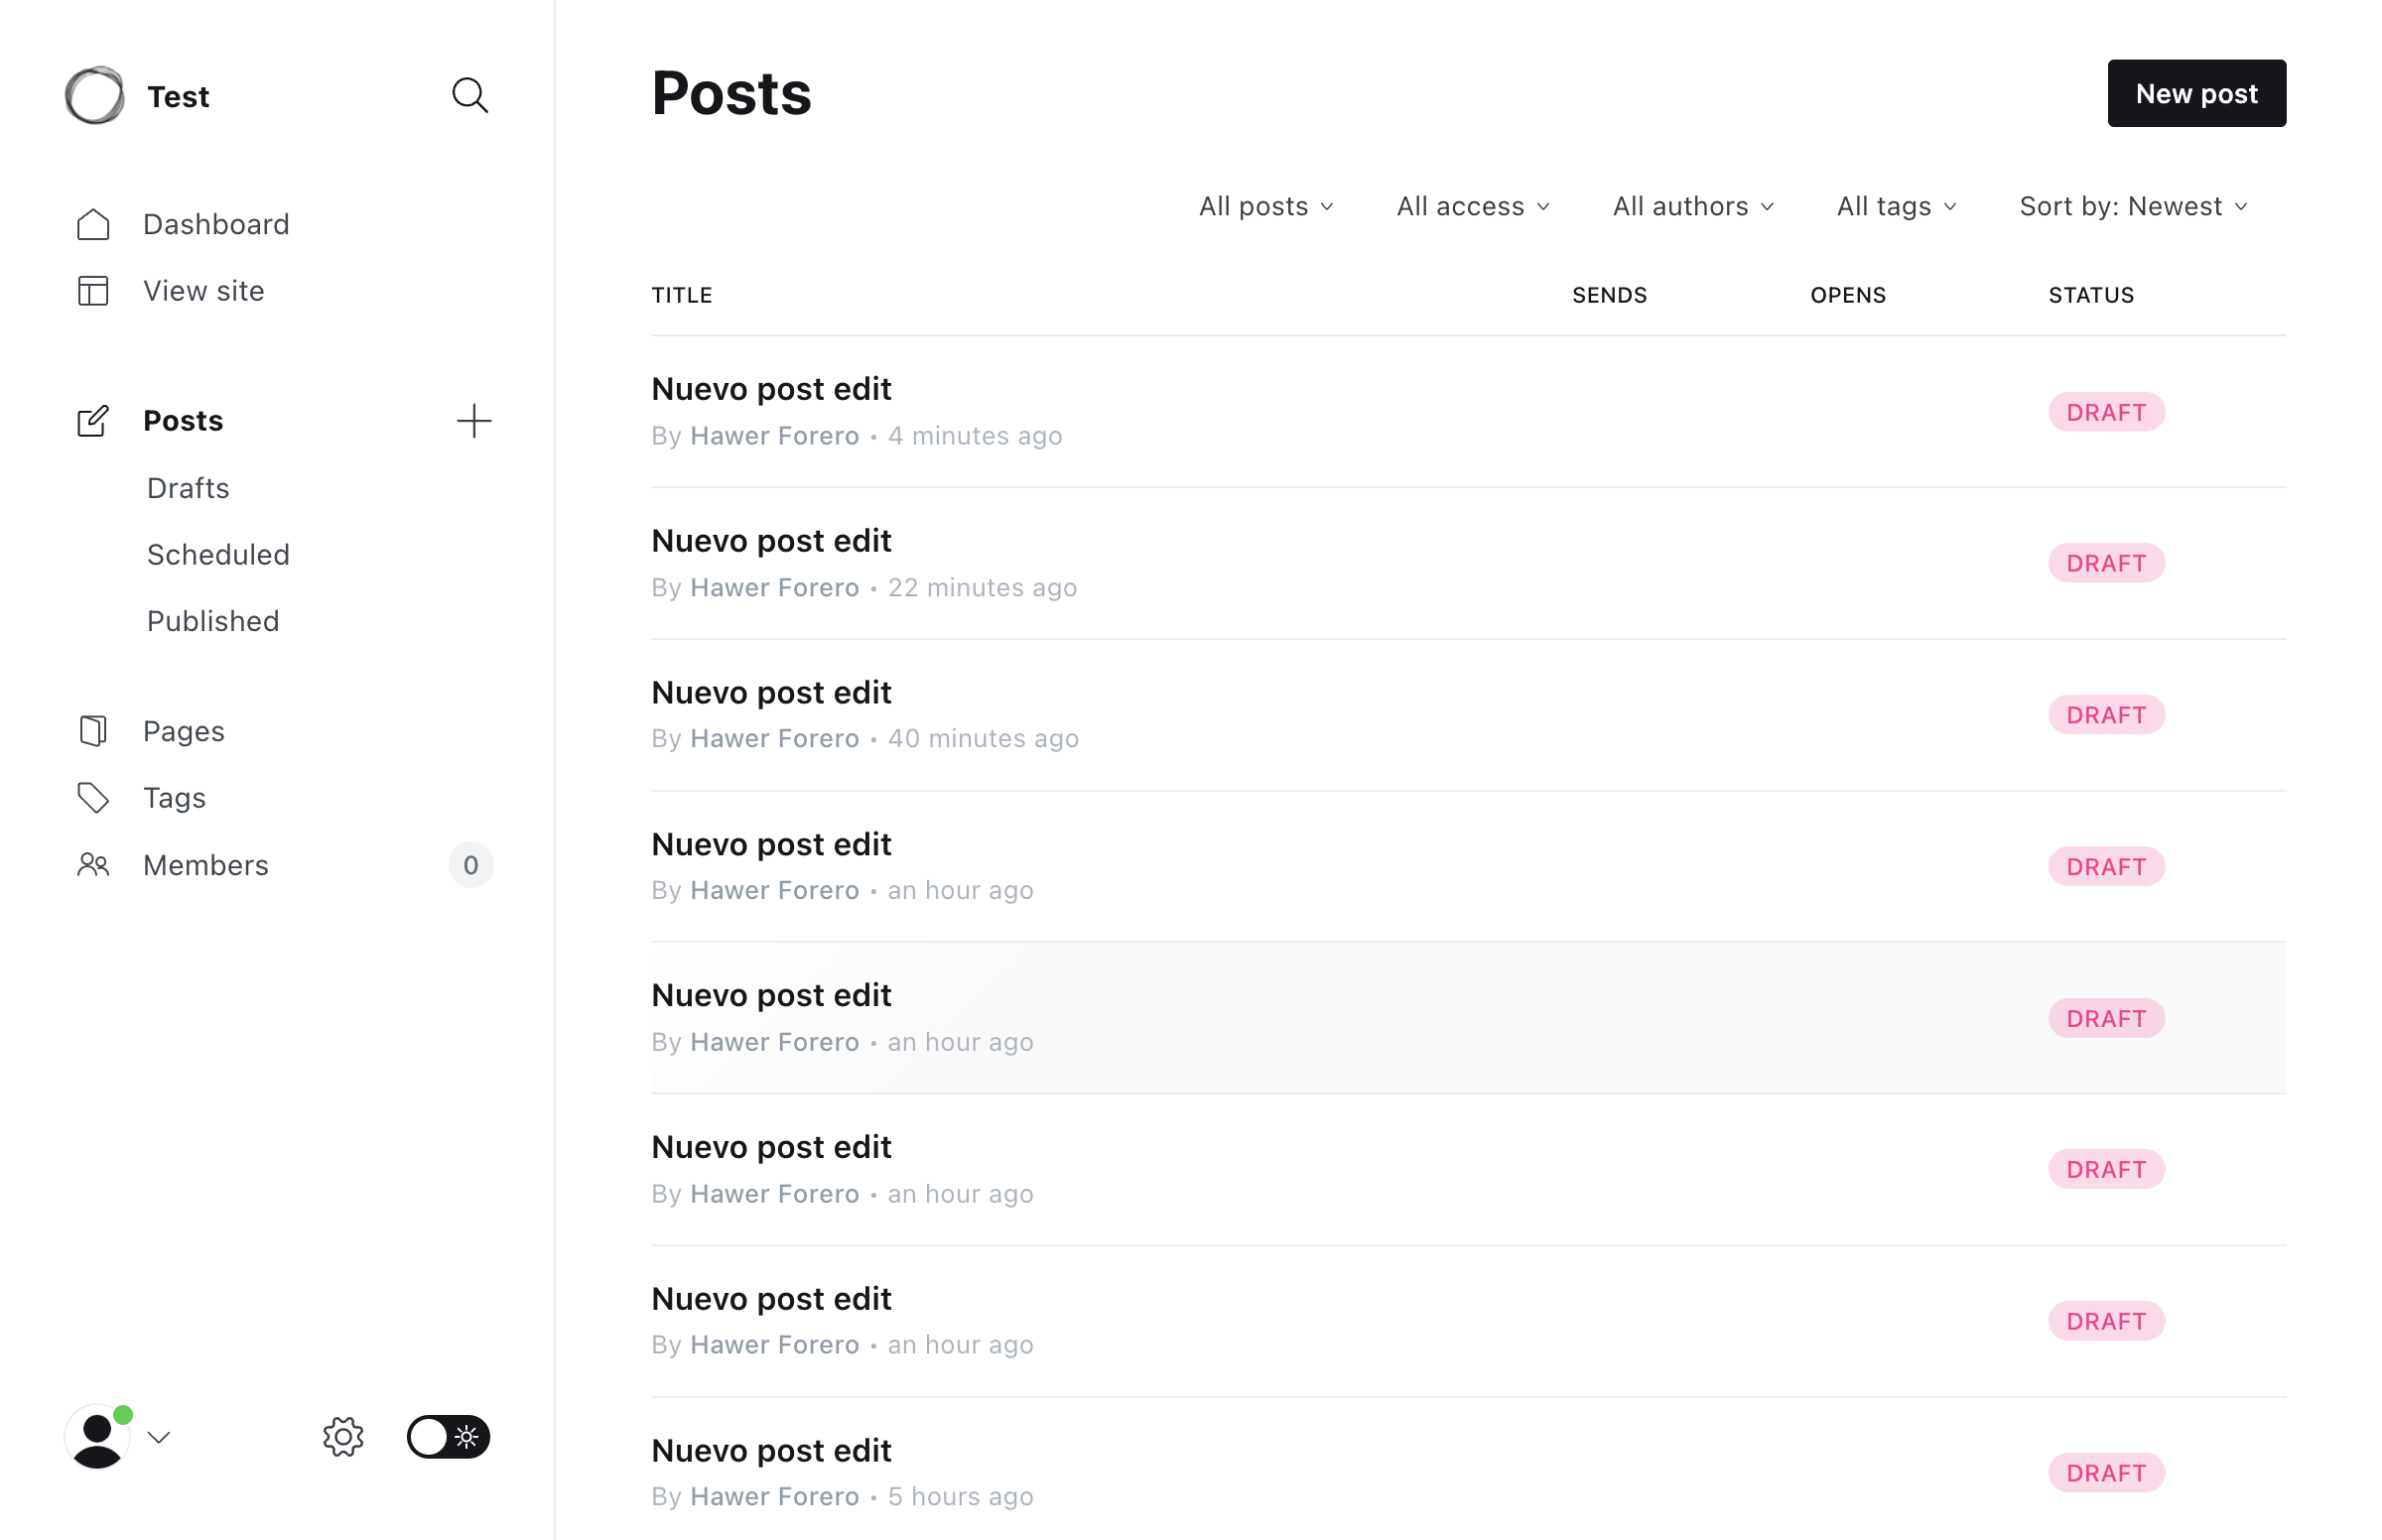 Test
Dashboard
View site
Posts
Drafts
Scheduled
Published
Pages
Tags
Members 0
Posts
New post
All posts All access All authors All tags Sort by: Newest
TITLE SENDS OPENS STATUS
Nuevo post edit
By Hawer Forero • 4 minutes ago
DRAFT
Nuevo post edit
By Hawer Forero • 22 minutes ago
DRAFT
Nuevo post edit
By Hawer Forero • 40 minutes ago
DRAFT
Nuevo post edit
By Hawer Forero • an hour ago
DRAFT
Nuevo post edit
By Hawer Forero • an hour ago
DRAFT
Nuevo post edit
By Hawer Forero • an hour ago
DRAFT
Nuevo post edit
By Hawer Forero • an hour ago
DRAFT
Nuevo post edit
By Hawer Forero • 5 hours ago
DRAFT